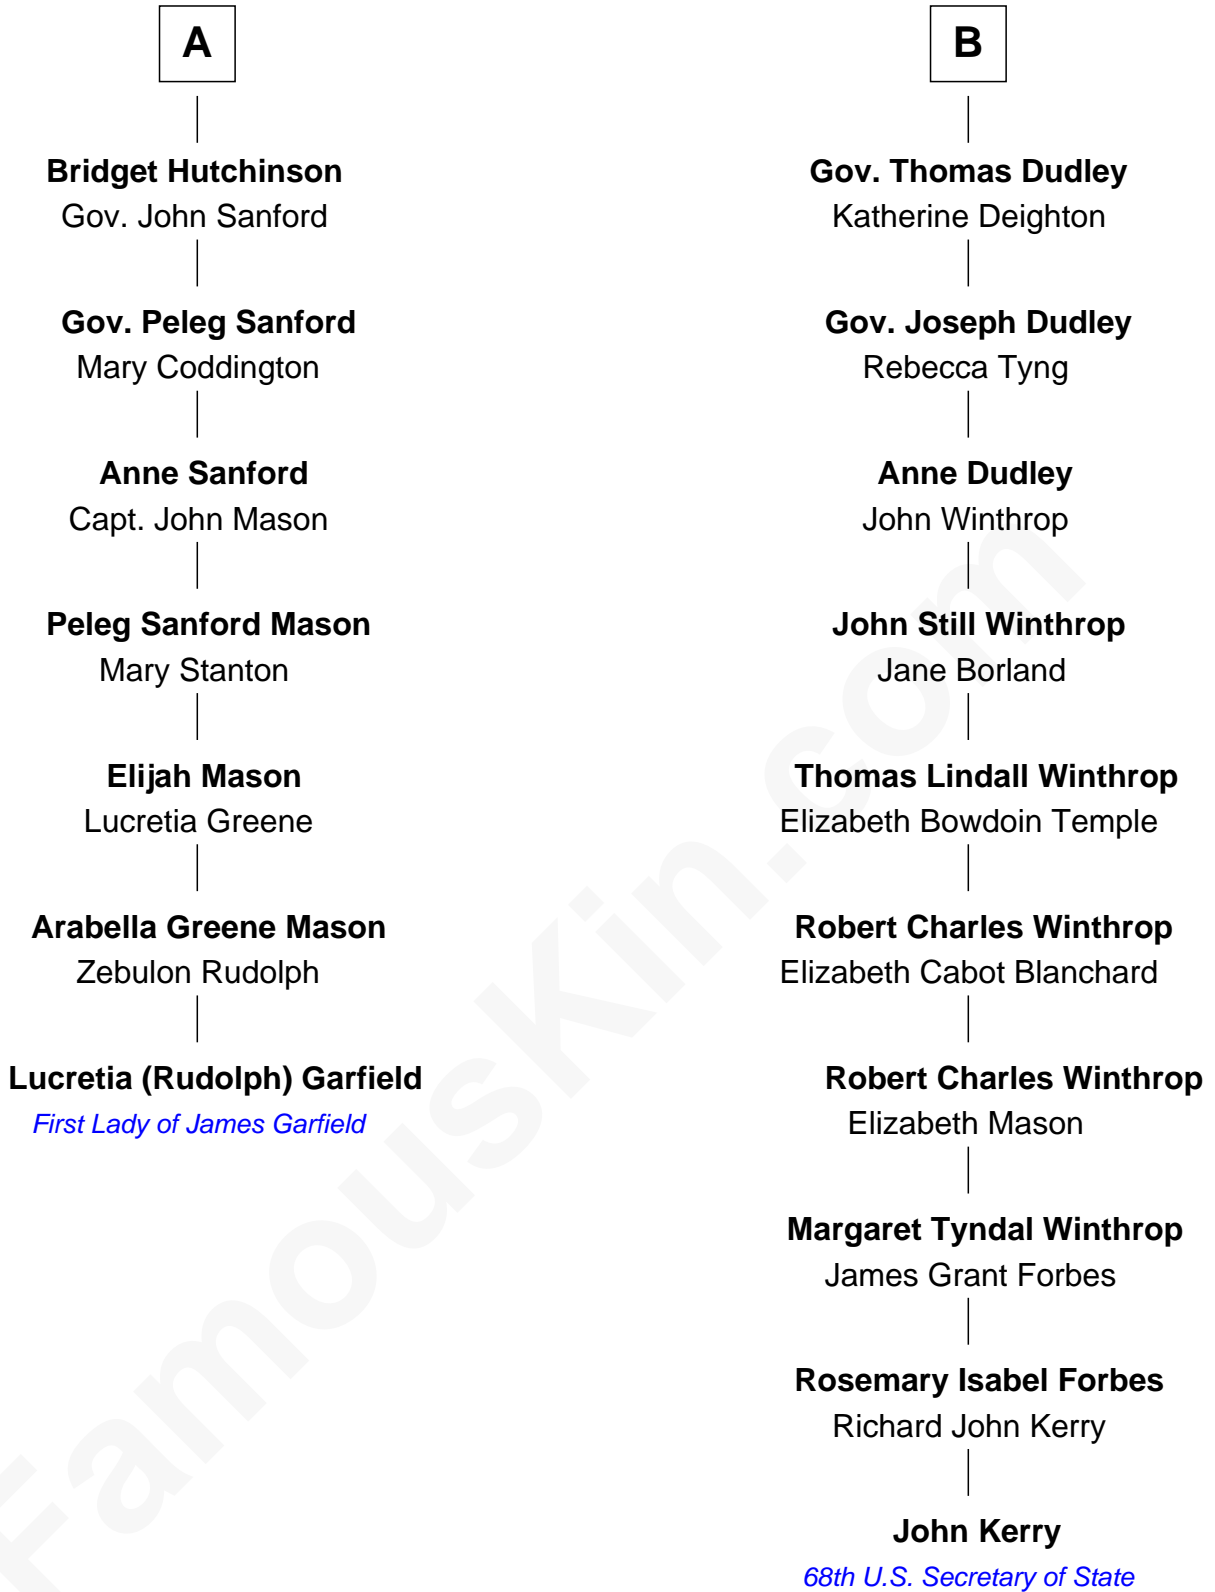 A
Bridget Hutchinson
Gov. John Sanford
Gov. Peleg Sanford
Mary Coddington
Anne Sanford
Capt. John Mason
Peleg Sanford Mason
Mary Stanton
Elijah Mason
Lucretia Greene
Arabella Greene Mason
Zebulon Rudolph
Lucretia (Rudolph) Garfield
First Lady of James Garfield
B
Gov. Thomas Dudley
Katherine Deighton
Gov. Joseph Dudley
Rebecca Tyng
Anne Dudley
John Winthrop
John Still Winthrop
Jane Borland
Thomas Lindall Winthrop
Elizabeth Bowdoin Temple
Robert Charles Winthrop
Elizabeth Cabot Blanchard
Robert Charles Winthrop
Elizabeth Mason
Margaret Tyndal Winthrop
James Grant Forbes
Rosemary Isabel Forbes
Richard John Kerry
John Kerry
68th U.S. Secretary of State
FamousKin.com